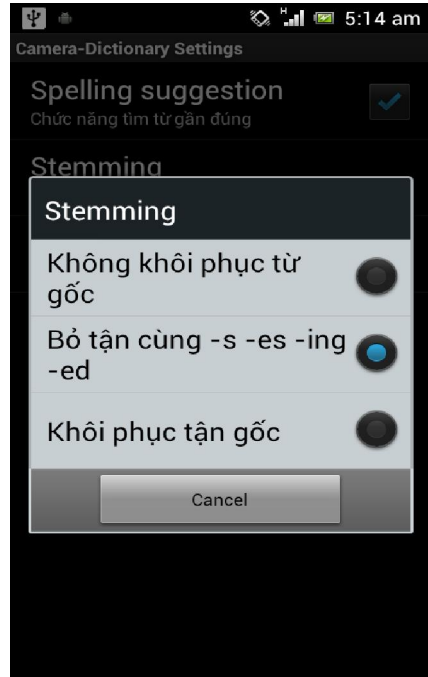 H
5:14 am
Camera-Dictionary Settings
Spelling suggestion
Chức năng tìm từ gần đúng
Stemming
Stemming
Không khôi phục từ
gốc
Bỏ tận cùng -s -es -ing
-ed
Khôi phục tận gốc
Cancel